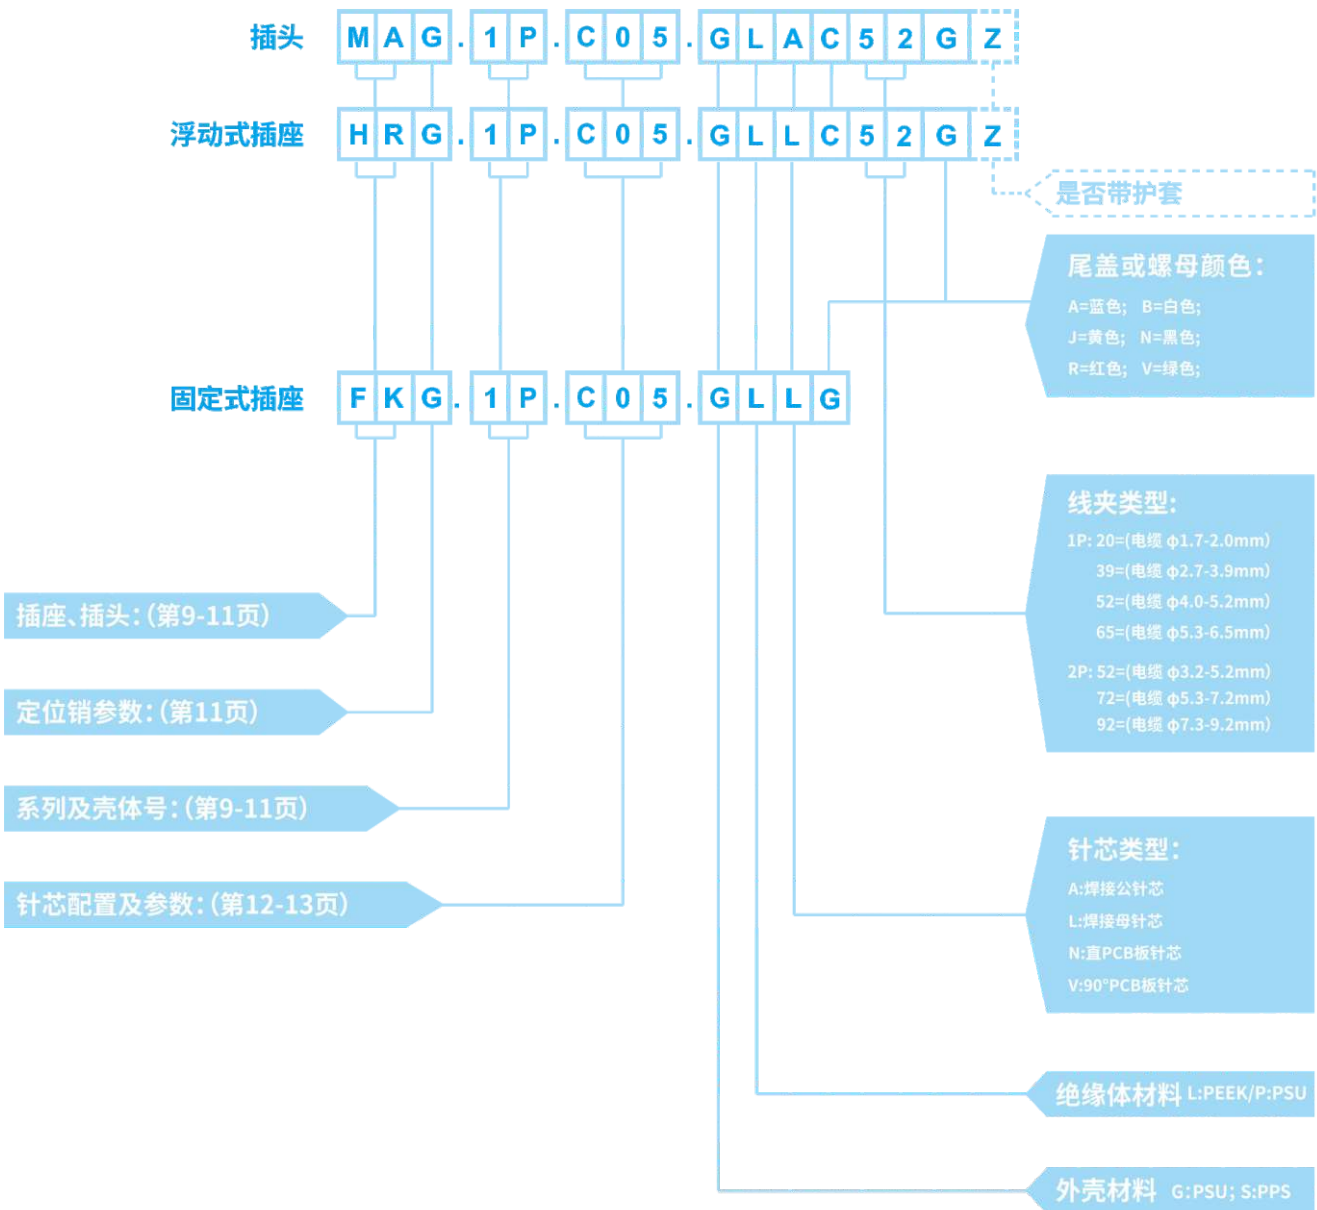 插头 MAG.1P.C05.GLAC52GZ
浮动式插座 HRG.1P.C05.GLLC52GZ
是否带护套
尾盖或螺母颜色:
A=蓝色; B=白色;
J=黄色; N=黑色;
R=红色; V=绿色;
固定式插座 FKG.1P.C05.GLLG
线夹类型:
1P: 20=(电缆 φ1.7-2.0mm)
39=(电缆 φ2.7-3.9mm)
52=(电缆 φ4.0-5.2mm)
65=(电缆 φ5.3-6.5mm)
2P: 52=(电缆 φ3.2-5.2mm)
72=(电缆 φ5.3-7.2mm)
92=(电缆 φ7.3-9.2mm)
插座、插头:(第9-11页)
定位销参数:(第11页)
系列及壳体号:(第9-11页)
针芯配置及参数:(第12-13页)
针芯类型:
A:焊接公针芯
L:焊接母针芯
N:直PCB板针芯
V:90°PCB板针芯
绝缘体材料 L:PEEK/P:PSU
外壳材料 G:PSU; S:PPS